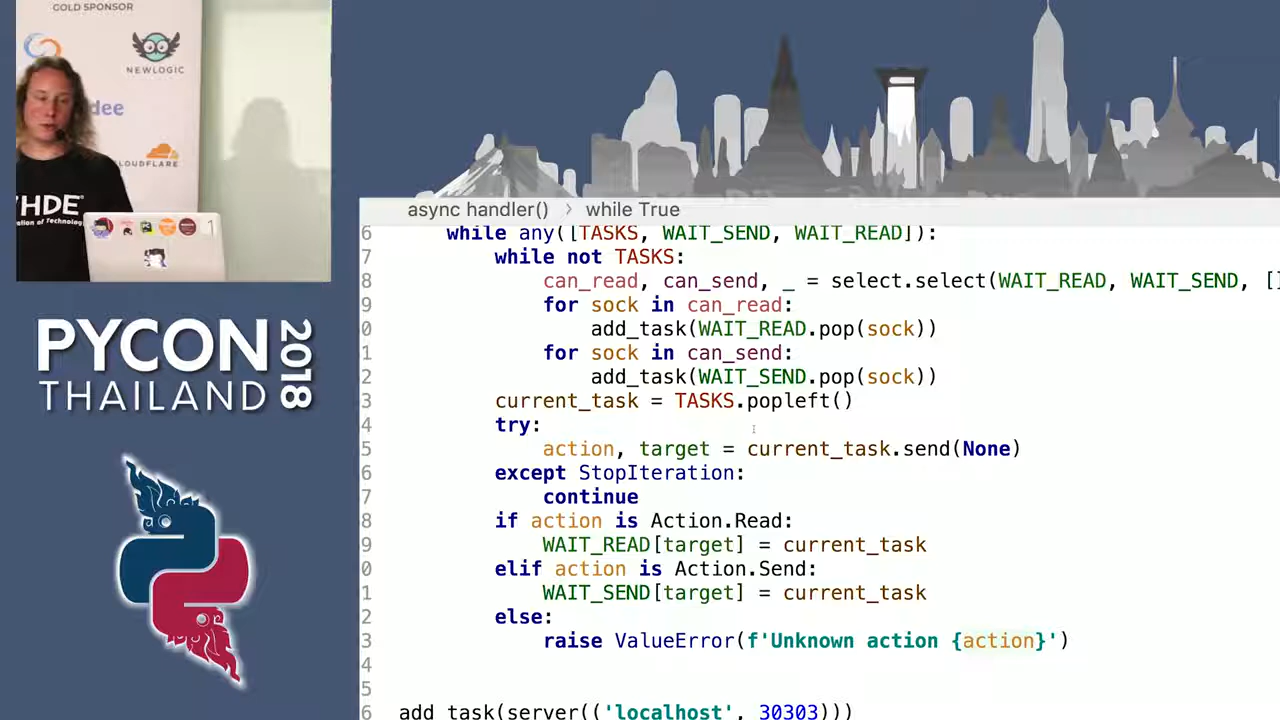 GOLD SPONSOR
NEWLOGIC
dee
CLOUDFLARE
HDE
PYCON
THAILAND
2018
async handler() > while True
6 while any([TASKS, WAIT_SEND, WAIT_READ]):
7 while not TASKS:
8 can_read, can_send, _ = select.select(WAIT_READ, WAIT_SEND, []
9 for sock in can_read:
0 add_task(WAIT_READ.pop(sock))
1 for sock in can_send:
2 add_task(WAIT_SEND.pop(sock))
3 current_task = TASKS.popleft()
4 try:
5 action, target = current_task.send(None)
6 except StopIteration:
7 continue
8 if action is Action.Read:
9 WAIT_READ[target] = current_task
0 elif action is Action.Send:
1 WAIT_SEND[target] = current_task
2 else:
3 raise ValueError(f'Unknown action {action}')
4
5
6 add_task(server(('localhost', 30303)))